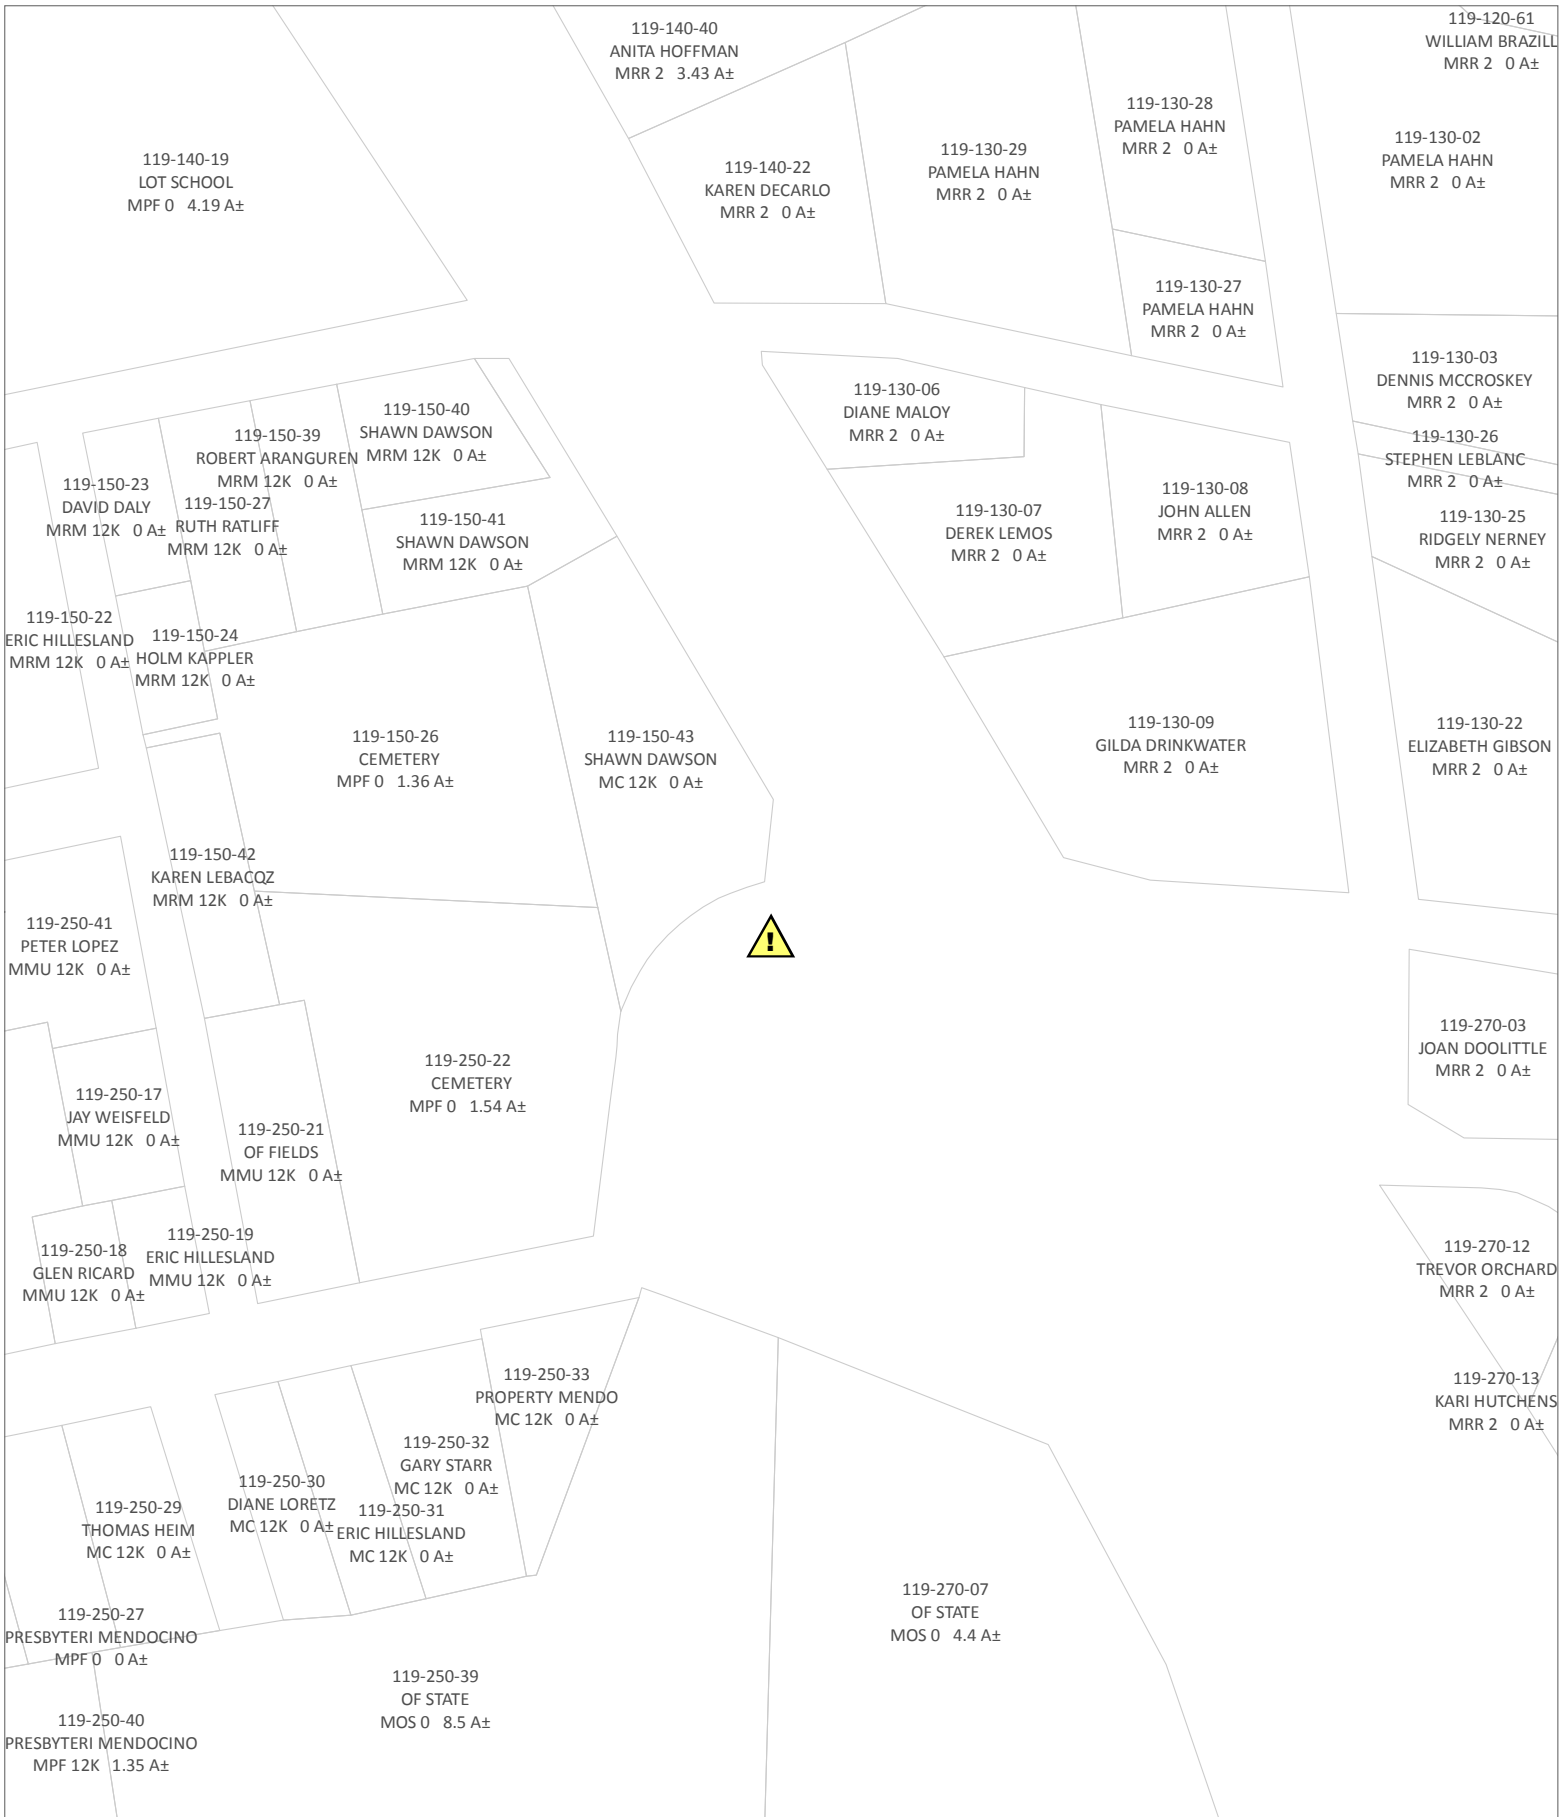 119-140-40
ANITA HOFFMAN
MRR 2 3.43 A±
119-120-61
WILLIAM BRAZILL
MRR 2 0 A±
119-140-19
LOT SCHOOL
MPF 0 4.19 A±
119-140-22
KAREN DECARLO
MRR 2 0 A±
119-130-29
PAMELA HAHN
MRR 2 0 A±
119-130-28
PAMELA HAHN
MRR 2 0 A±
119-130-02
PAMELA HAHN
MRR 2 0 A±
119-130-27
PAMELA HAHN
MRR 2 0 A±
119-130-03
DENNIS MCCROSKEY
MRR 2 0 A±
119-130-06
DIANE MALOY
MRR 2 0 A±
119-150-40
SHAWN DAWSON
MRM 12K 0 A±
119-150-39
ROBERT ARANGUREN
MRM 12K 0 A±
119-130-26
STEPHEN LEBLANC
MRR 2 0 A±
119-150-23
DAVID DALY
MRM 12K 0 A±
119-150-27
RUTH RATLIFF
MRM 12K 0 A±
119-150-41
SHAWN DAWSON
MRM 12K 0 A±
119-130-07
DEREK LEMOS
MRR 2 0 A±
119-130-08
JOHN ALLEN
MRR 2 0 A±
119-130-25
RIDGELY NERNEY
MRR 2 0 A±
119-150-22
ERIC HILLESLAND
MRM 12K 0 A±
119-150-24
HOLM KAPPLER
MRM 12K 0 A±
119-150-26
CEMETERY
MPF 0 1.36 A±
119-150-43
SHAWN DAWSON
MC 12K 0 A±
119-130-09
GILDA DRINKWATER
MRR 2 0 A±
119-130-22
ELIZABETH GIBSON
MRR 2 0 A±
119-150-42
KAREN LEBACQZ
MRM 12K 0 A±
119-250-41
PETER LOPEZ
MMU 12K 0 A±
!
119-270-03
JOAN DOOLITTLE
MRR 2 0 A±
119-250-22
CEMETERY
MPF 0 1.54 A±
119-250-17
JAY WEISFELD
MMU 12K 0 A±
119-250-21
OF FIELDS
MMU 12K 0 A±
119-250-18
GLEN RICARD
MMU 12K 0 A±
119-250-19
ERIC HILLESLAND
MMU 12K 0 A±
119-270-12
TREVOR ORCHARD
MRR 2 0 A±
119-250-33
PROPERTY MENDO
MC 12K 0 A±
119-270-13
KARI HUTCHENS
MRR 2 0 A±
119-250-32
GARY STARR
MC 12K 0 A±
119-250-30
DIANE LORETZ
MC 12K 0 A±
119-250-29
THOMAS HEIM
MC 12K 0 A±
119-250-31
ERIC HILLESLAND
MC 12K 0 A±
119-270-07
OF STATE
MOS 0 4.4 A±
119-250-27
PRESBYTERI MENDOCINO
MPF 0 0 A±
119-250-39
OF STATE
MOS 0 8.5 A±
119-250-40
PRESBYTERI MENDOCINO
MPF 12K 1.35 A±